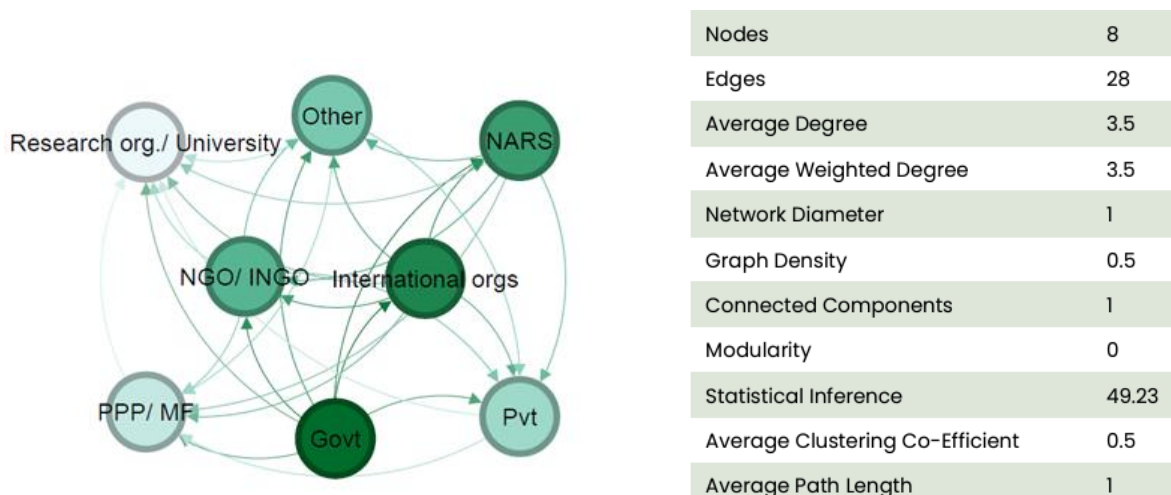 Other
NARS
Research org./ University
NGO/ INGO
International orgs
PPP/ MF
Govt
Pvt
Nodes 8
Edges 28
Average Degree 3.5
Average Weighted Degree 3.5
Network Diameter 1
Graph Density 0.5
Connected Components 1
Modularity 0
Statistical Inference 49.23
Average Clustering Co-Efficient 0.5
Average Path Length 1